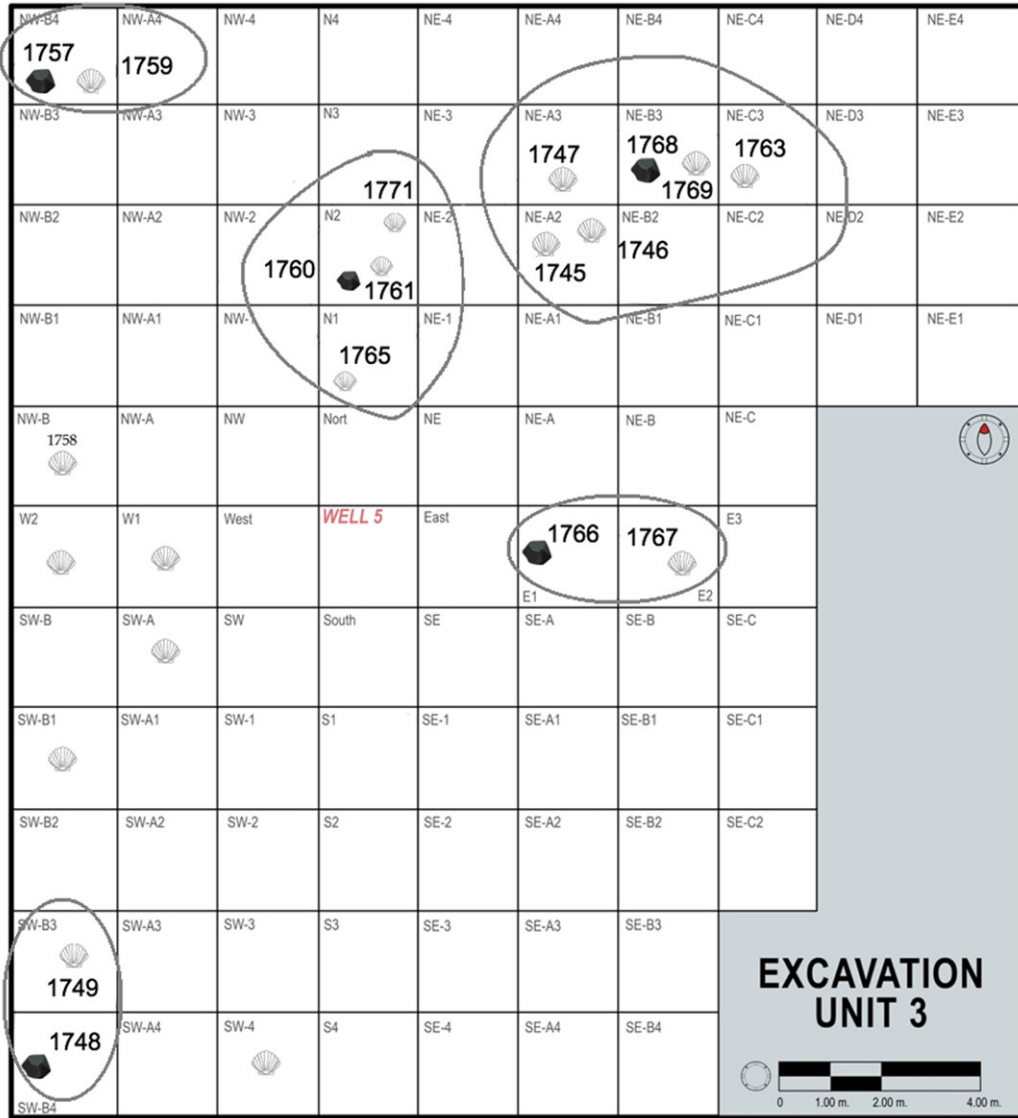 NW-B4 NW-A4 NW-4 N4 NE-4 NE-A4 NE-B4 NE-C4 NE-D4 NE-E4
1757 1759
NW-B3 NW-A3 NW-3 N3 NE-3 NE-A3 NE-B3 NE-C3 NE-D3 NE-E3
1747 1768 1763
1771 1769
NW-B2 NW-A2 NW-2 N2 NE-2 NE-A2 NE-B2 NE-C2 NE-D2 NE-E2
1746
1760 1745
1761
NW-B1 NW-A1 NW-1 N1 NE-1 NE-A1 NE-B1 NE-C1 NE-D1 NE-E1
1765
NW-B NW-A NW Nort NE NE-A NE-B NE-C
1758
W2 W1 West WELL 5 East E3
1766 1767
E1 E2
SW-B SW-A SW South SE SE-A SE-B SE-C
SW-B1 SW-A1 SW-1 S1 SE-1 SE-A1 SE-B1 SE-C1
SW-B2 SW-A2 SW-2 S2 SE-2 SE-A2 SE-B2 SE-C2
SW-B3 SW-A3 SW-3 S3 SE-3 SE-A3 SE-B3
1749
SW-A4 SW-4 S4 SE-4 SE-A4 SE-B4
1748
SW-B4
EXCAVATION
UNIT 3
0 1.00 m. 2.00 m. 4.00 m.